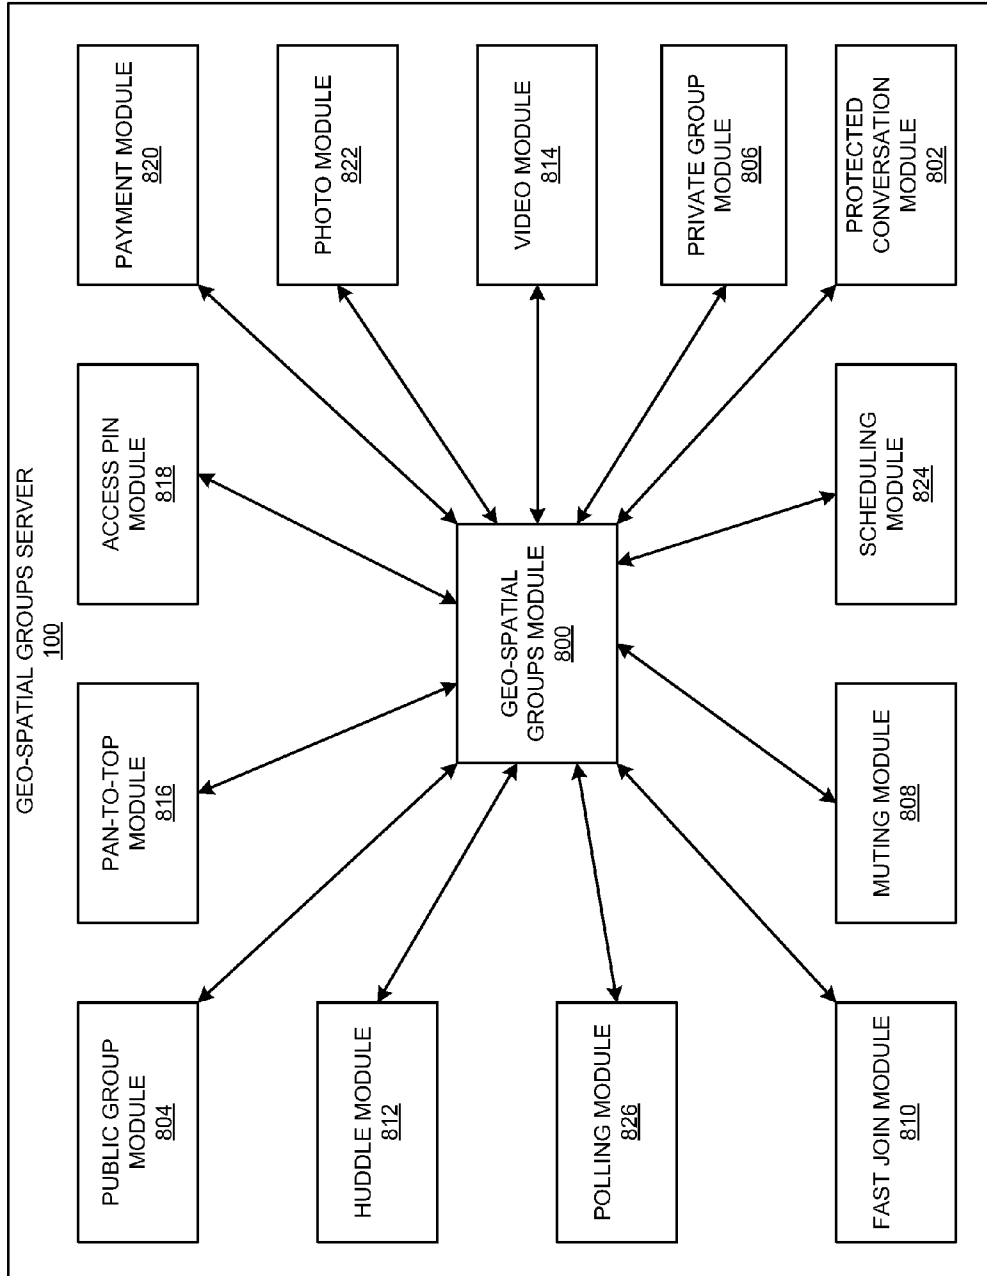 GEO-SPATIAL GROUPS SERVER
100
PUBLIC GROUP
MODULE
804
PAN-TO-TOP
MODULE
816
ACCESS PIN
MODULE
818
PAYMENT MODULE
820
HUDDLE MODULE
812
PHOTO MODULE
822
GEO-SPATIAL
GROUPS MODULE
800
VIDEO MODULE
814
POLLING MODULE
826
PRIVATE GROUP
MODULE
806
FAST JOIN MODULE
810
MUTING MODULE
808
SCHEDULING
MODULE
824
PROTECTED
CONVERSATION
MODULE
802